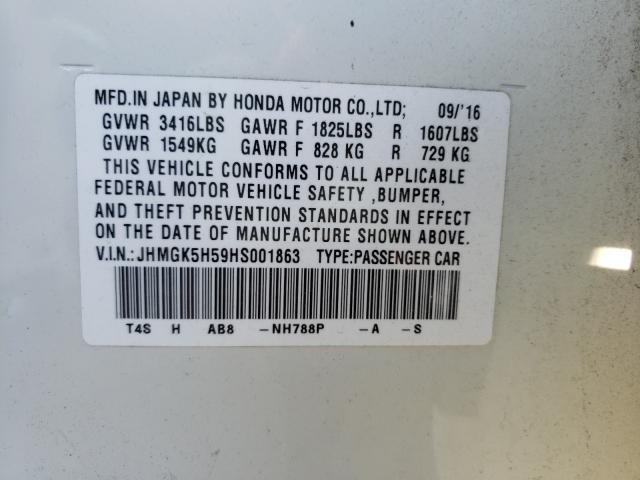 MFD.IN JAPAN BY HONDA MOTOR CO.,LTD; 09/'16
GVWR 3416LBS GAWR F 1825LBS R 1607LBS
GVWR 1549KG GAWR F 828 KG R 729 KG
THIS VEHICLE CONFORMS TO ALL APPLICABLE
FEDERAL MOTOR VEHICLE SAFETY ,BUMPER,
AND THEFT PREVENTION STANDARDS IN EFFECT
ON THE DATE OF MANUFACTURE SHOWN ABOVE.
V.I.N.:JHMGK5H59HS001863 TYPE:PASSENGER CAR
T4S H AB8 -NH788P -A -S